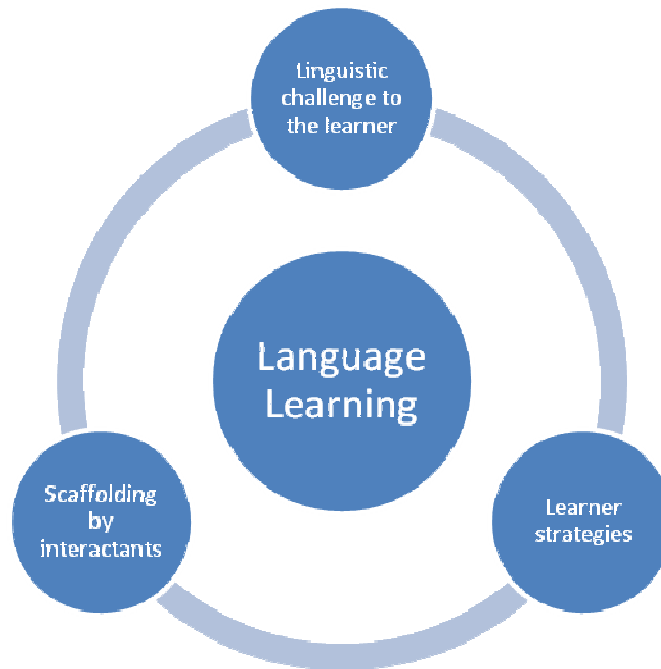 Linguistic
challenge to
the learner
Language
Learning
Scaffolding
by
interactants
Learner
strategies